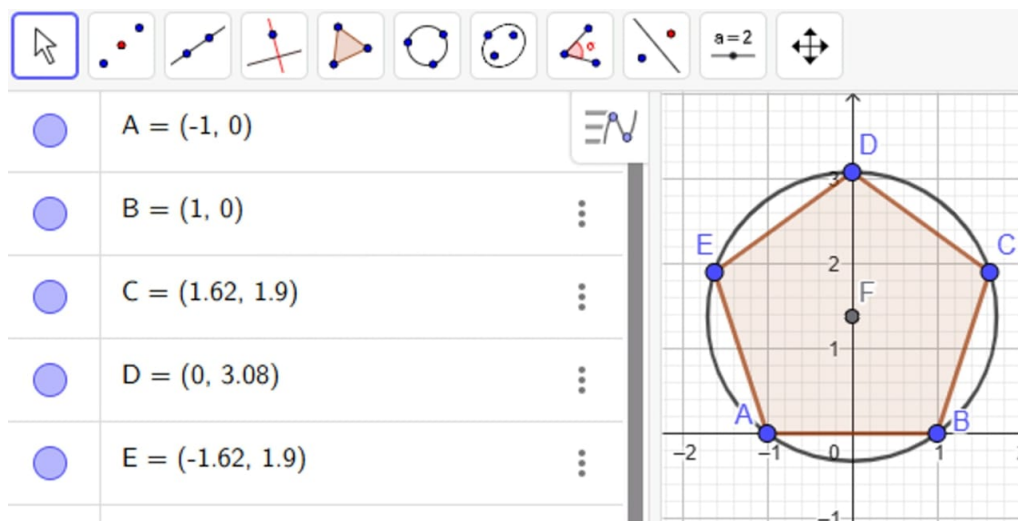 α
a=2
A = (-1, 0)
B = (1, 0)
C = (1.62, 1.9)
D = (0, 3.08)
E = (-1.62, 1.9)
D
3
E
C
2
F
1
A
B
−2
−1
0
1
−1